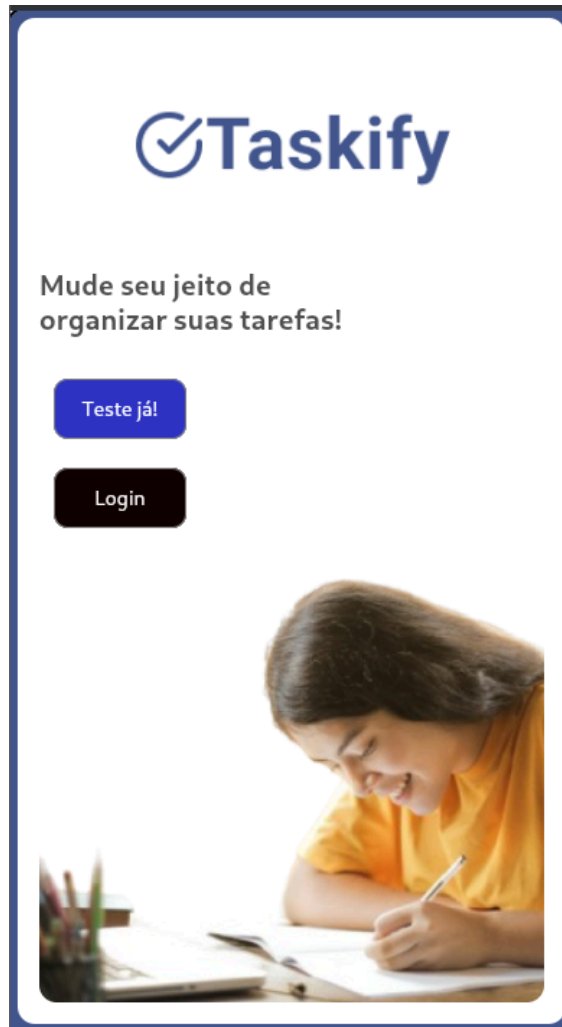 Taskify
Mude seu jeito de
organizar suas tarefas!
Teste já!
Login